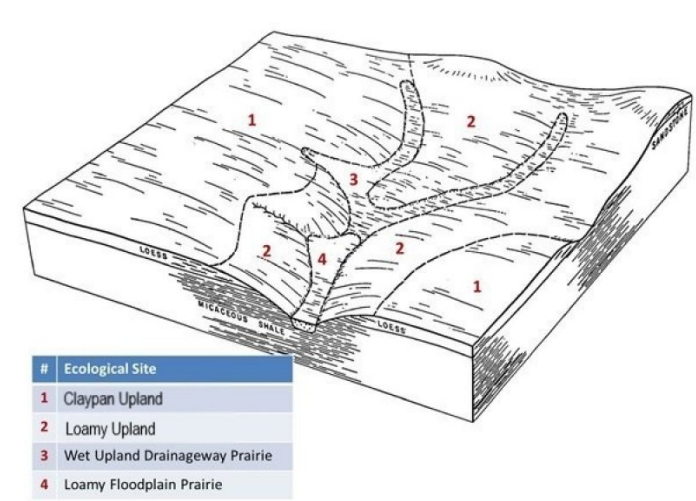 1
2
3
SANDSTONE
2
2
4
1
LOESS
MICACEOUS SHALE
LOESS
# Ecological Site
1 Claypan Upland
2 Loamy Upland
3 Wet Upland Drainageway Prairie
4 Loamy Floodplain Prairie